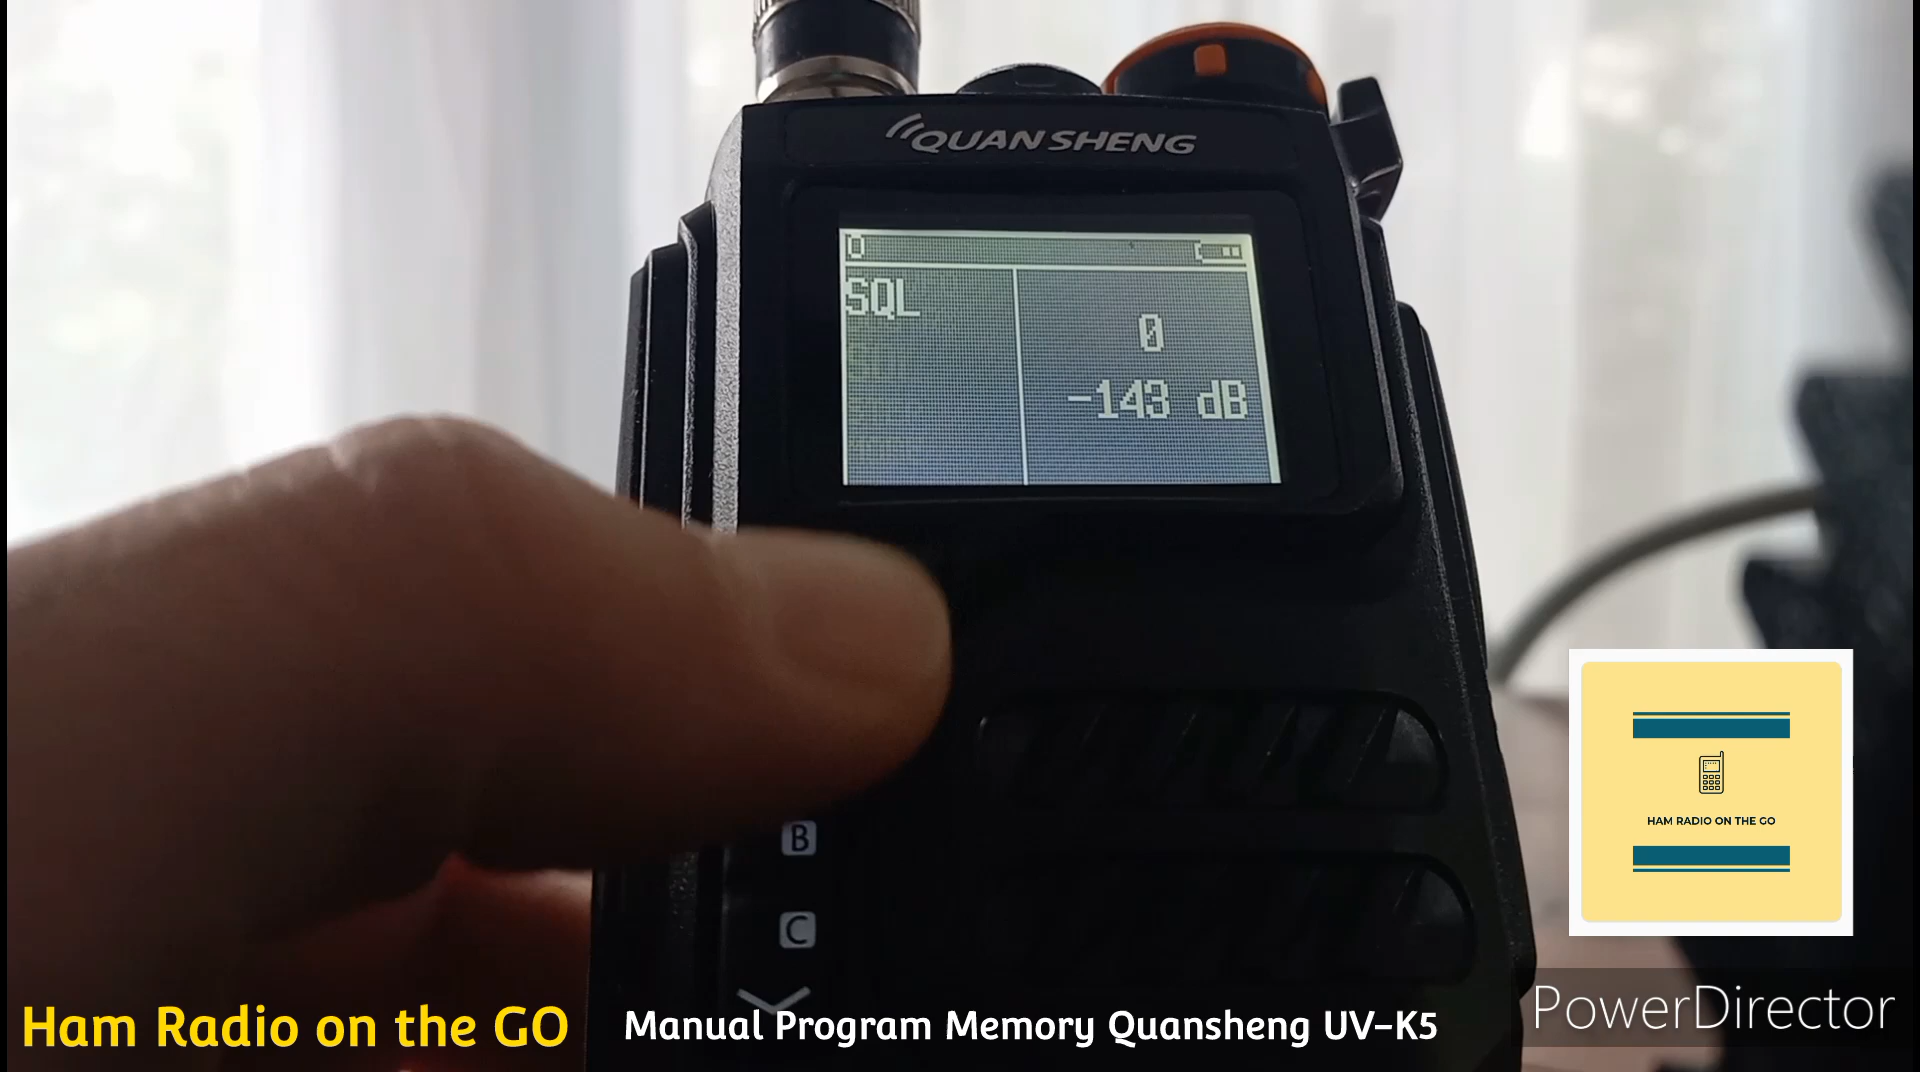 QUANSHENG
0
SQL
0
-143 dB
B
C
HAM RADIO ON THE GO
Ham Radio on the GO
Manual Program Memory Quansheng UV-K5
PowerDirector